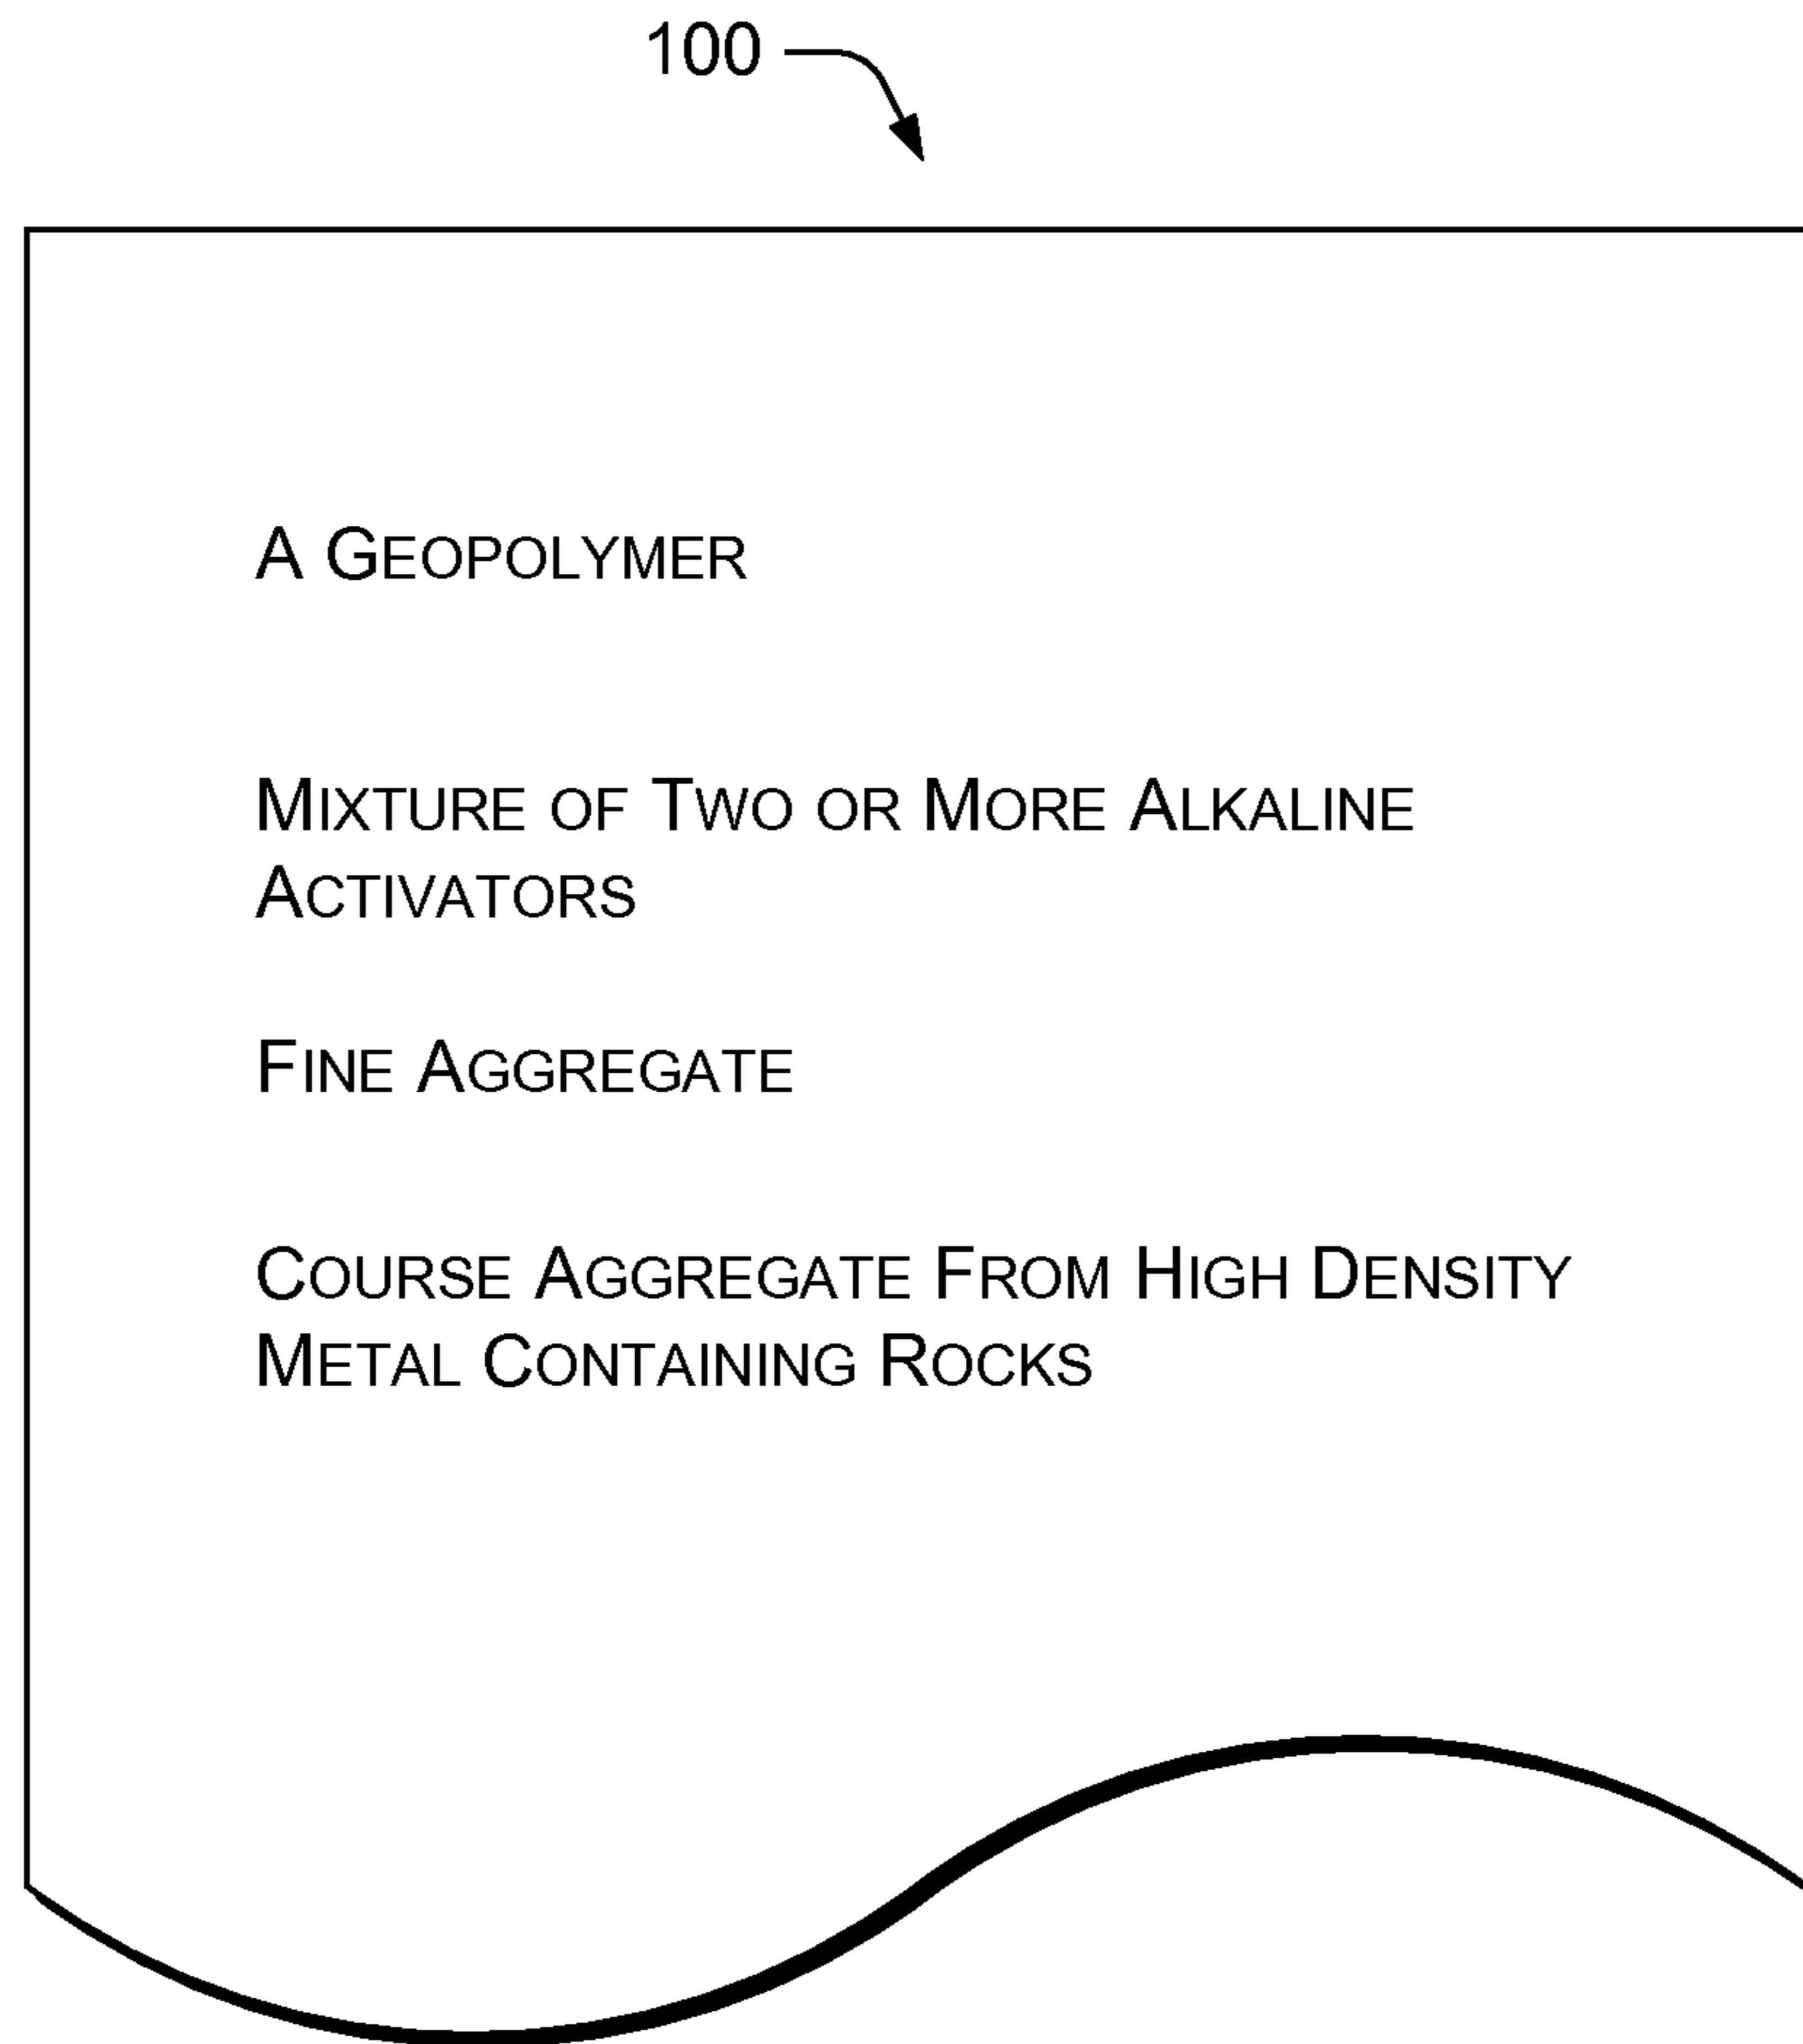 100
A GEOPOLYMER
MIXTURE OF TWO OR MORE ALKALINE
ACTIVATORS
FINE AGGREGATE
COURSE AGGREGATE FROM HIGH DENSITY
METAL CONTAINING ROCKS